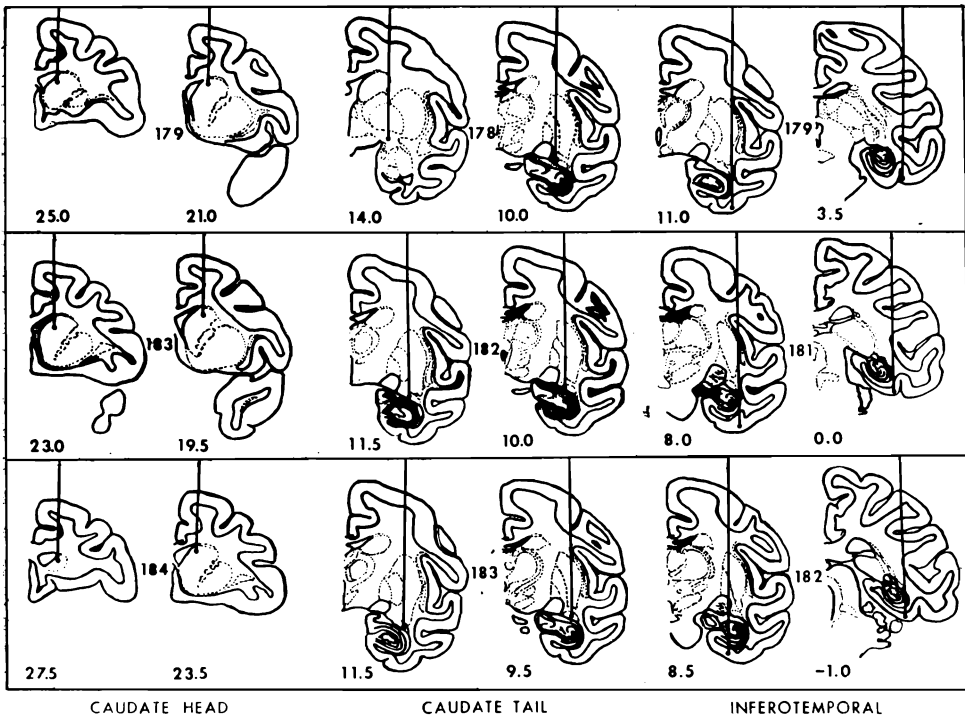 179 178 179
25.0 21.0 14.0 10.0 11.0 3.5
183 182 181
23.0 19.5 11.5 10.0 8.0 0.0
184 183 182
27.5 23.5 11.5 9.5 8.5 -1.0
CAUDATE HEAD CAUDATE TAIL INFEROTEMPORAL